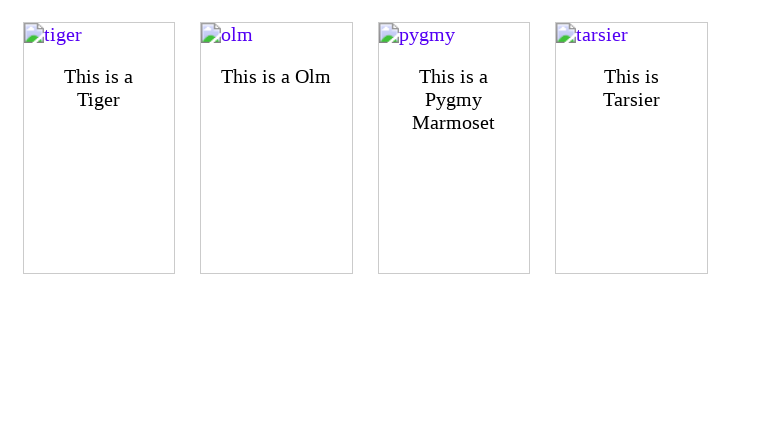 tiger
This is a
Tiger
olm
This is a Olm
pygmy
This is a
Pygmy
Marmoset
tarsier
This is
Tarsier